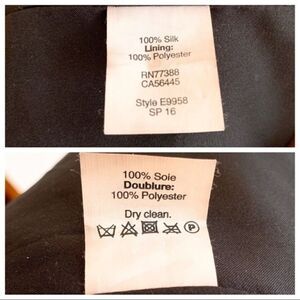 100% Silk
Lining:
100% Polyester
RN77388
CA56445
Style E9958
SP 16
100% Soie
Doublure:
100% Polyester
Dry clean.
P